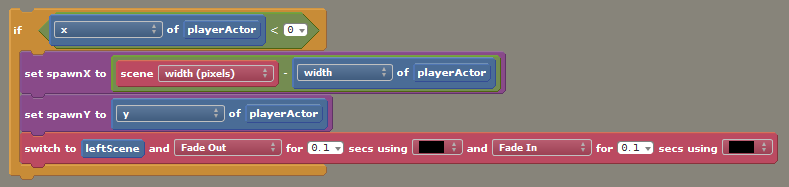 if x of playerActor < 0
set spawnX to scene width (pixels) - width of playerActor
set spawnY to y of playerActor
switch to leftScene and Fade Out for 0.1 secs using and Fade In for 0.1 secs using